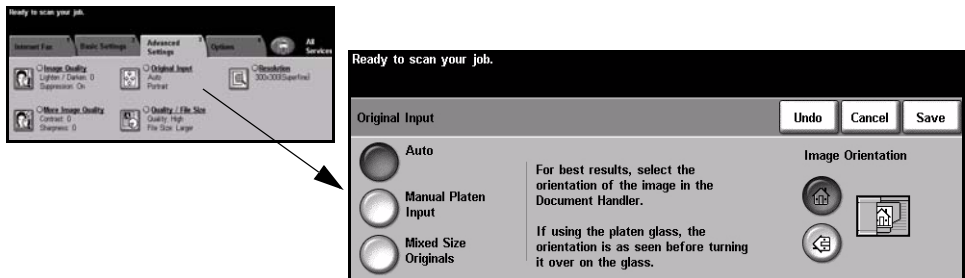 Ready to scan your job.
Internet Fax
Basic Settings
Advanced
Settings
Options
All
Services
Image Quality
Lighten / Darken: 0
Suppression: On
Original Input
Auto
Portrait
Resolution
300x300(Superfine)
More Image Quality
Contrast: 0
Sharpness: 0
Quality / File Size
Quality: High
File Size: Larger
Ready to scan your job.
Original Input
Undo
Cancel
Save
Auto
Manual Platen
Input
Mixed Size
Originals
For best results, select the
orientation of the image in the
Document Handler.
If using the platen glass, the
orientation is as seen before turning
it over on the glass.
Image Orientation